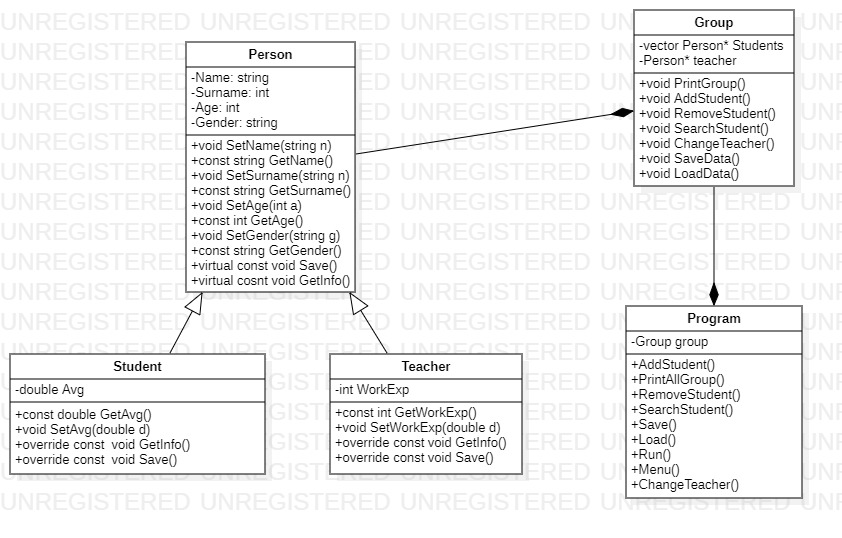 Person
-Name: string
-Surname: int
-Age: int
-Gender: string
+void SetName(string n)
+const string GetName()
+void SetSurname(string n)
+const string GetSurname()
+void SetAge(int a)
+const int GetAge()
+void SetGender(string g)
+const string GetGender()
+virtual const void Save()
+virtual cosnt void GetInfo()
Group
-vector Person* Students
-Person* teacher
+void PrintGroup()
+void AddStudent()
+void RemoveStudent()
+void SearchStudent()
+void ChangeTeacher()
+void SaveData()
+void LoadData()
Student
-double Avg
+const double GetAvg()
+void SetAvg(double d)
+override const  void GetInfo()
+override const  void Save()
Teacher
-int WorkExp
+const int GetWorkExp()
+void SetWorkExp(double d)
+override const void GetInfo()
+override const void Save()
Program
-Group group
+AddStudent()
+PrintAllGroup()
+RemoveStudent()
+SearchStudent()
+Save()
+Load()
+Run()
+Menu()
+ChangeTeacher()
UNREGISTERED UNREGISTERED UNREGISTERED UNREGISTERED